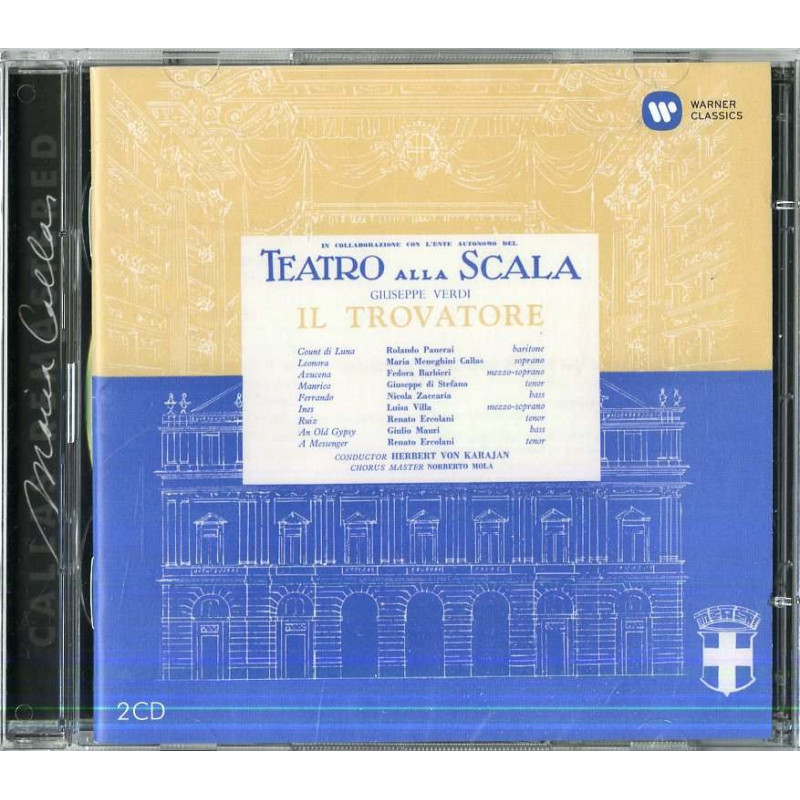 WARNER
CLASSICS
IN COLLABORAZIONE CON L'ENTE AUTONOMO DEL
TEATRO ALLA SCALA
GIUSEPPE VERDI
IL TROVATORE
Count di Luna Rolando Panerai baritone
Leonora Maria Meneghini Callas soprano
Azucena Fedora Barbieri mezzo-soprano
Manrico Giuseppe di Stefano tenor
Ferrando Nicola Zaccaria bass
Ines Luisa Villa mezzo-soprano
Ruiz Renato Ercolani tenor
An Old Gypsy Giulio Mauri bass
A Messenger Renato Ercolani tenor
CONDUCTOR HERBERT VON KARAJAN
CHORUS MASTER NORBERTO MOLA
2CD
Maria Callas